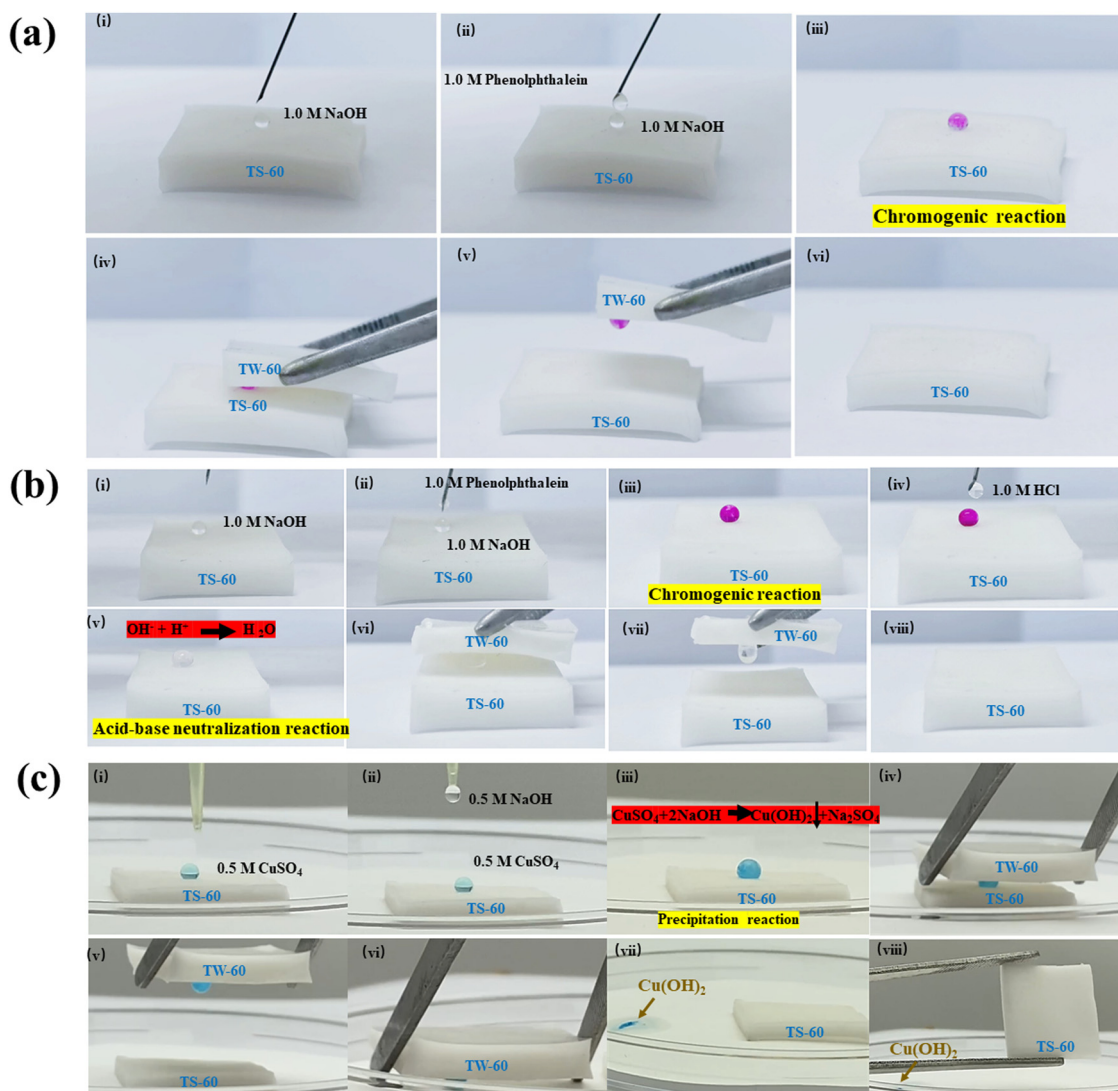 (a)
(i)
1.0 M NaOH
TS-60
(ii)
1.0 M Phenolphthalein
1.0 M NaOH
TS-60
(iii)
TS-60
Chromogenic reaction
(iv)
TW-60
TS-60
(v)
TW-60
TS-60
(vi)
TS-60
(b)
(i)
1.0 M NaOH
TS-60
(ii)
1.0 M Phenolphthalein
1.0 M NaOH
TS-60
(iii)
TS-60
Chromogenic reaction
(iv)
1.0 M HCl
TS-60
(v)
OH⁻ + H⁺ → H₂O
TS-60
Acid-base neutralization reaction
(vi)
TW-60
TS-60
(vii)
TW-60
TS-60
(viii)
TS-60
(c)
(i)
0.5 M CuSO₄
TS-60
(ii)
0.5 M NaOH
0.5 M CuSO₄
TS-60
(iii)
CuSO₄+2NaOH → Cu(OH)₂↓+Na₂SO₄
TS-60
Precipitation reaction
(iv)
TW-60
TS-60
(v)
TW-60
TS-60
(vi)
TW-60
(vii)
Cu(OH)₂
TS-60
(viii)
Cu(OH)₂
TS-60